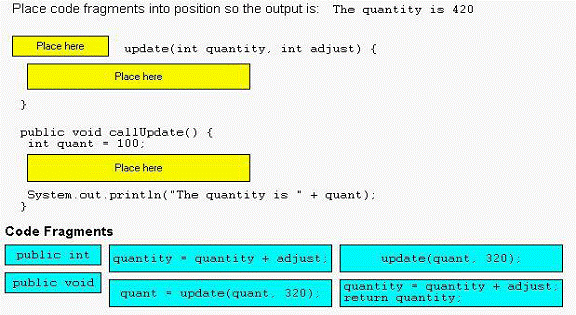 Place code fragments into position so the output is: The quantity is 420
Place here update(int quantity, int adjust) {
Place here
}
public void callUpdate() {
int quant = 100;
Place here
System.out.println("The quantity is " + quant);
}
Code Fragments
public int
quantity = quantity + adjust;
update(quant, 320);
public void
quant = update(quant, 320);
quantity = quantity + adjust;
return quantity;